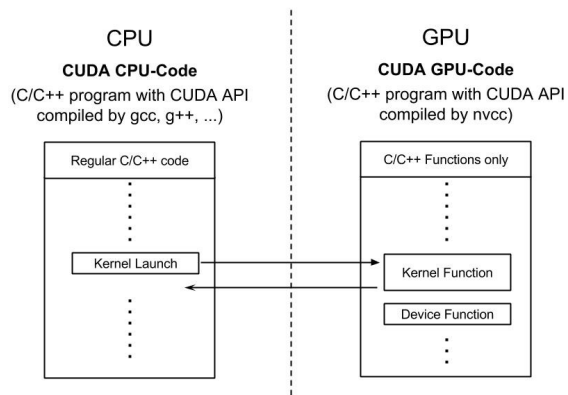 CPU
CUDA CPU-Code
(C/C++ program with CUDA API
compiled by gcc, g++, ...)
Regular C/C++ code
Kernel Launch
GPU
CUDA GPU-Code
(C/C++ program with CUDA API
compiled by nvcc)
C/C++ Functions only
Kernel Function
Device Function